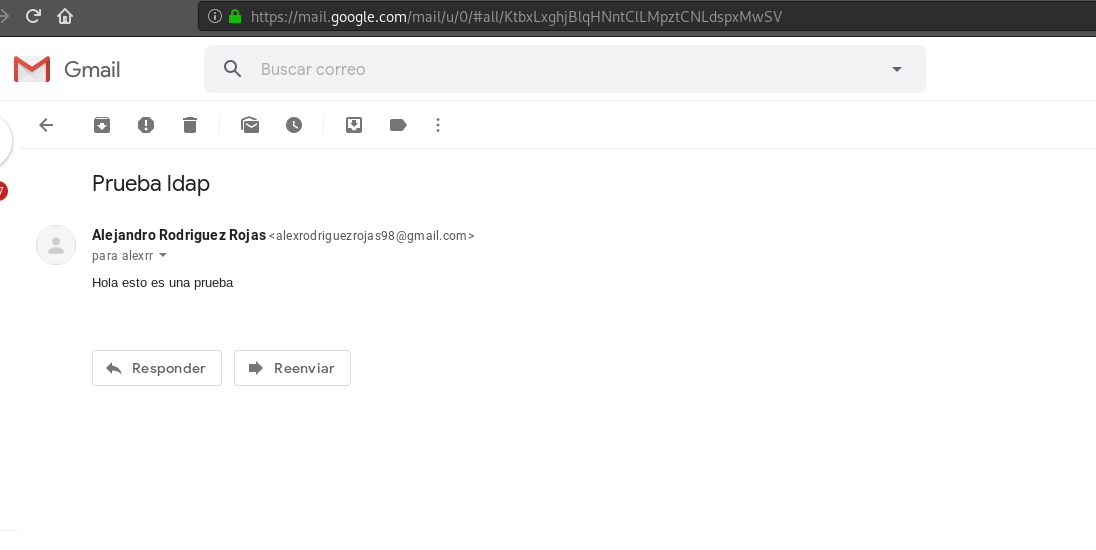 https://mail.google.com/mail/u/0/#all/KtbxLxghjBlqHNntClLMpztCNLdspxMwSV
Gmail
Buscar correo
7
Prueba ldap
Alejandro Rodriguez Rojas <alexrodriguezrojas98@gmail.com>
para alexrr
Hola esto es una prueba
Responder
Reenviar